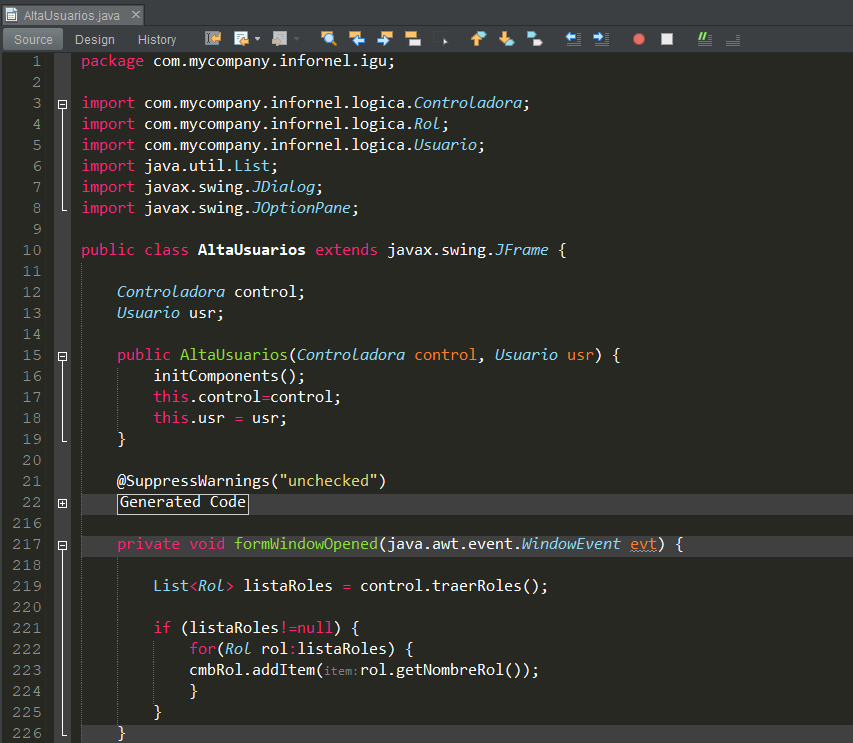 AltaUsuarios.java
Source Design History
1 package com.mycompany.infornel.igu;
2
3 import com.mycompany.infornel.logica.Controladora;
4 import com.mycompany.infornel.logica.Rol;
5 import com.mycompany.infornel.logica.Usuario;
6 import java.util.List;
7 import javax.swing.JDialog;
8 import javax.swing.JOptionPane;
9
10 public class AltaUsuarios extends javax.swing.JFrame {
11
12 Controladora control;
13 Usuario usr;
14
15 public AltaUsuarios(Controladora control, Usuario usr) {
16 initComponents();
17 this.control=control;
18 this.usr = usr;
19 }
20
21 @SuppressWarnings("unchecked")
22 Generated Code
216
217 private void formWindowOpened(java.awt.event.WindowEvent evt) {
218
219 List<Rol> listaRoles = control.traerRoles();
220
221 if (listaRoles!=null) {
222 for(Rol rol:listaRoles) {
223 cmbRol.addItem(item:rol.getNombreRol());
224 }
225 }
226 }